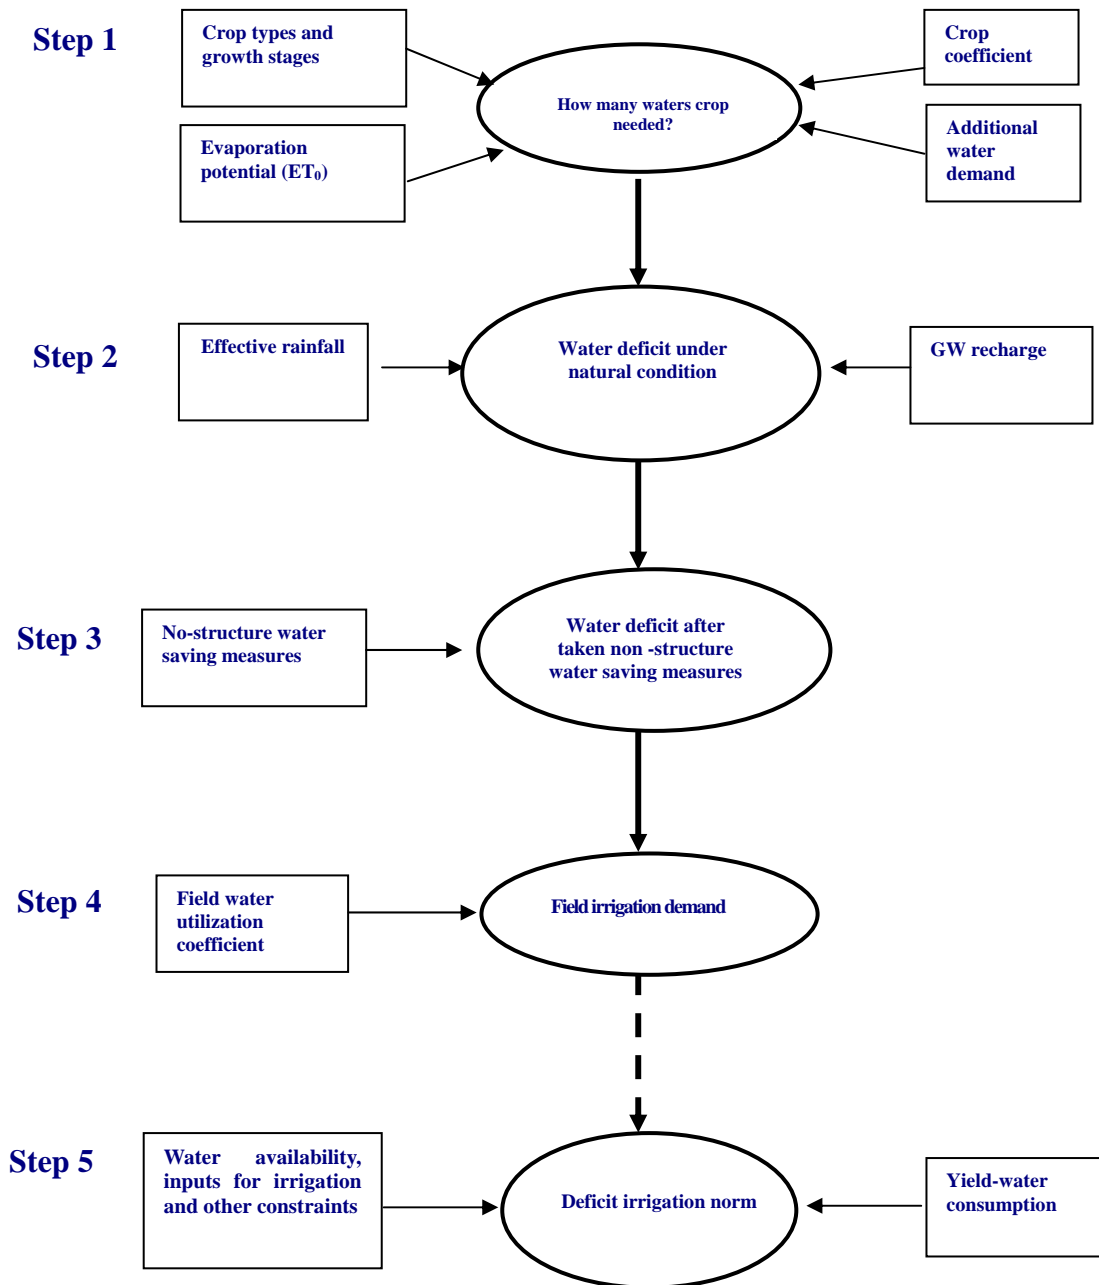 Step 1
Crop types and
growth stages
How many waters crop
needed?
Crop
coefficient
Evaporation
potential (ET₀)
Additional
water
demand
Step 2
Effective rainfall
Water deficit under
natural condition
GW recharge
Step 3
No-structure water
saving measures
Water deficit after
taken non -structure
water saving measures
Step 4
Field water
utilization
coefficient
Field irrigation demand
Step 5
Water availability,
inputs for irrigation
and other constraints
Deficit irrigation norm
Yield-water
consumption